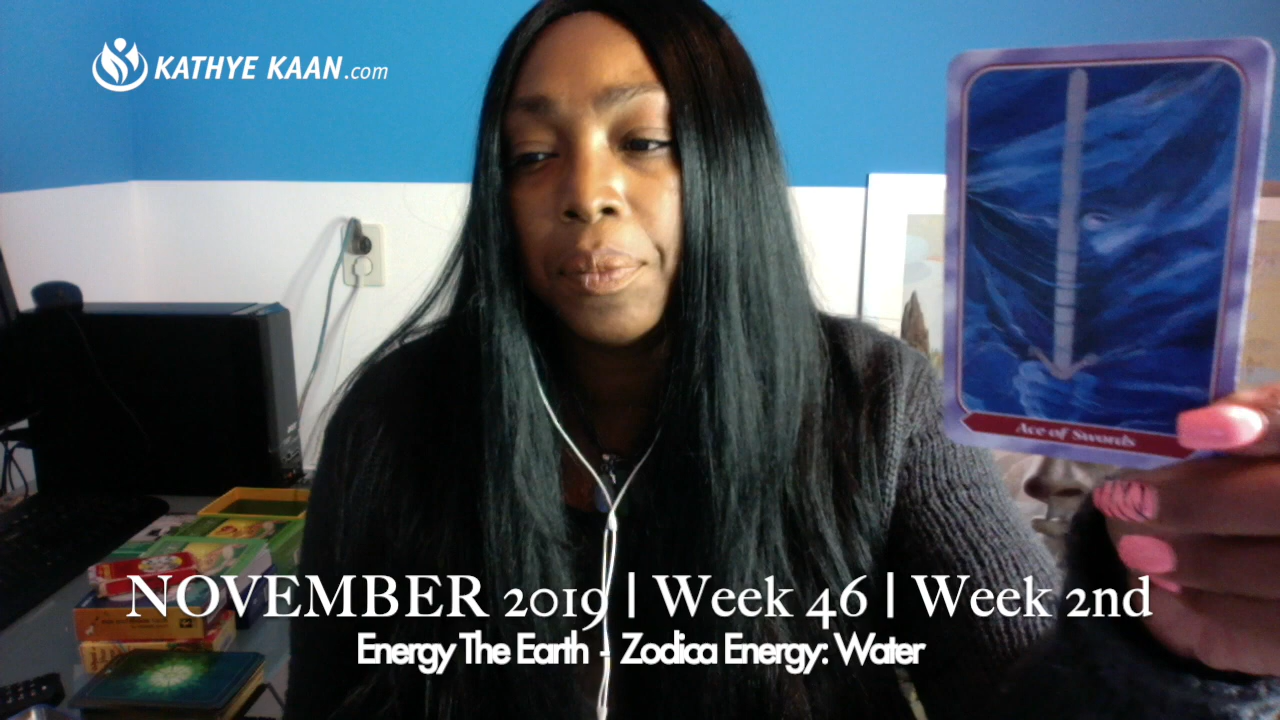 KATHYE KAAN.com
Ace of Swords
NOVEMBER 2019 | Week 46 | Week 2nd
Energy The Earth - Zodica Energy: Water